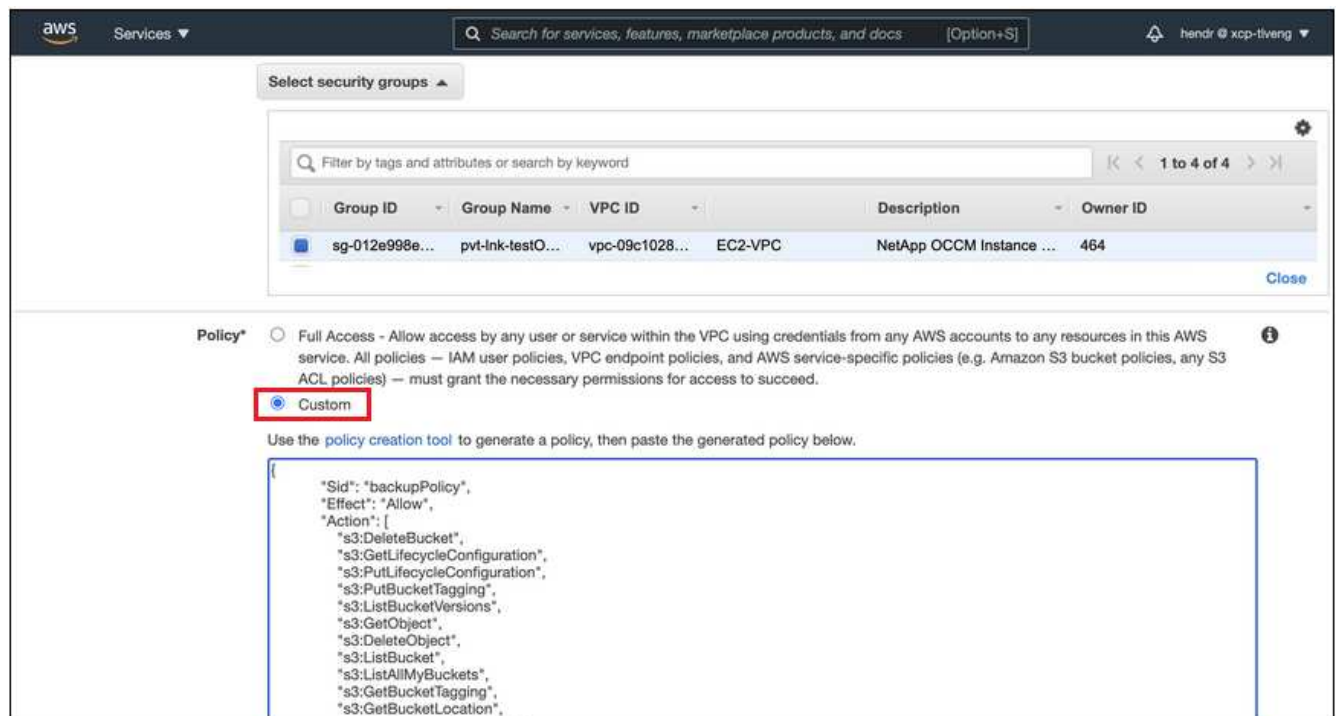 aws Services ▼ Search for services, features, marketplace products, and docs [Option+S] hendr @ xcp-tlveng ▼
Select security groups ▲
Filter by tags and attributes or search by keyword 1 to 4 of 4
Group ID Group Name VPC ID Description Owner ID
sg-012e998e... pvt-lnk-testO... vpc-09c1028... EC2-VPC NetApp OCCM Instance ... 464
Close
Policy* Full Access - Allow access by any user or service within the VPC using credentials from any AWS accounts to any resources in this AWS
service. All policies — IAM user policies, VPC endpoint policies, and AWS service-specific policies (e.g. Amazon S3 bucket policies, any S3
ACL policies) — must grant the necessary permissions for access to succeed.
Custom
Use the policy creation tool to generate a policy, then paste the generated policy below.
{
"Sid": "backupPolicy",
"Effect": "Allow",
"Action": [
"s3:DeleteBucket",
"s3:GetLifecycleConfiguration",
"s3:PutLifecycleConfiguration",
"s3:PutBucketTagging",
"s3:ListBucketVersions",
"s3:GetObject",
"s3:DeleteObject",
"s3:ListBucket",
"s3:ListAllMyBuckets",
"s3:GetBucketTagging",
"s3:GetBucketLocation",